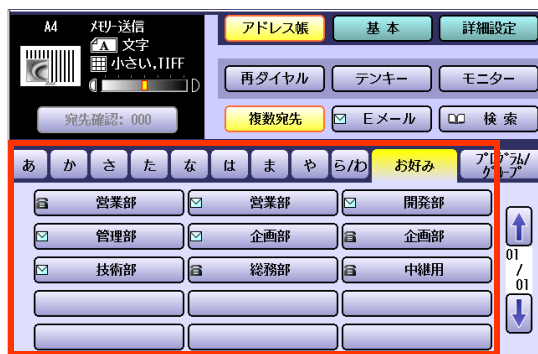 A4 ﾒﾓﾘｰ送信
A 文字
小さい,TIFF
D
宛先確認: 000
アドレス帳 基本 詳細設定
再ダイヤル テンキー モニター
複数宛先 Eメール 検索
あ か さ た な は ま や ら/わ お好み ﾌﾟﾛｸﾞﾗﾑ/
ｸﾞﾙｰﾌﾟ
営業部 営業部 開発部
管理部 企画部 企画部
技術部 総務部 中継用
01
/
01